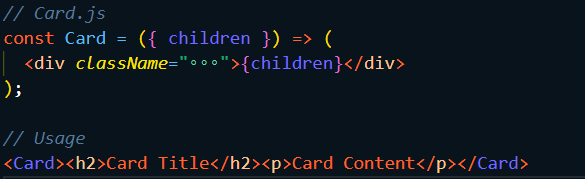 // Card.js
const Card = ({ children }) => (
  <div className="∘∘∘">{children}</div>
);

// Usage
<Card><h2>Card Title</h2><p>Card Content</p></Card>